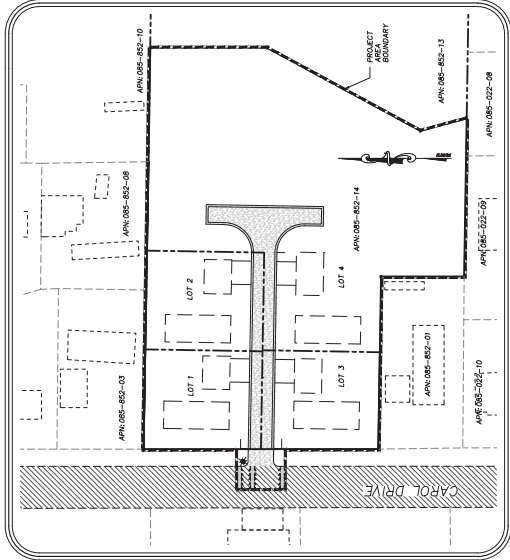 APN: 085-852-10
PROJECT
AREA
BOUNDARY
APN: 085-852-13
APN: 085-022-08
APN: 085-852-08
APN: 085-852-14
APN: 085-022-09
LOT 2
LOT 4
LOT 1
LOT 3
APN: 085-852-03
APN: 085-852-01
APN: 085-022-10
CAROL DRIVE